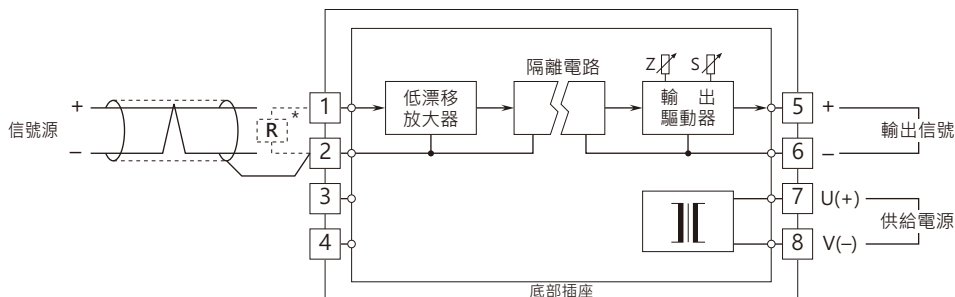 信號源
+
–
R
*
1
2
3
4
低漂移
放大器
隔離電路
Z
S
輸 出
驅動器
5
6
7
8
+
–
輸出信號
U(+)
V(–)
供給電源
底部插座